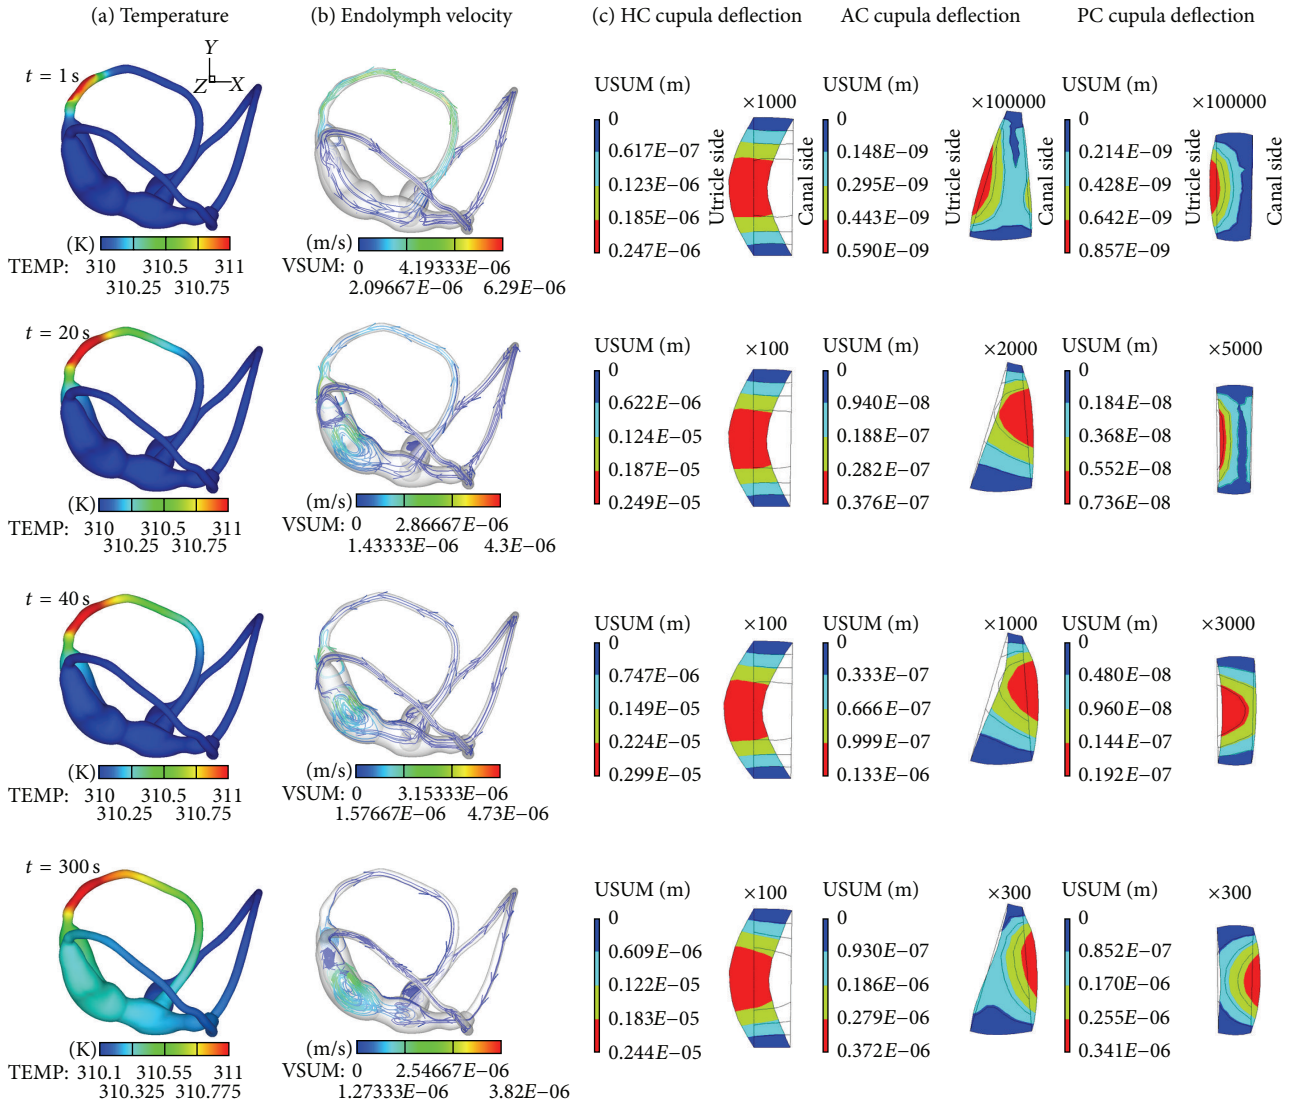 (a) Temperature
(b) Endolymph velocity
(c) HC cupula deflection
AC cupula deflection
PC cupula deflection
t = 1 s
Y
Z
X
(K)
TEMP: 310 310.5 311
310.25 310.75
(m/s)
VSUM: 0 4.19333E−06
2.09667E−06 6.29E−06
USUM (m)
×1000
0
0.617E−07
0.123E−06
0.185E−06
0.247E−06
Utricle side
Canal side
USUM (m)
×100000
0
0.148E−09
0.295E−09
0.443E−09
0.590E−09
Utricle side
Canal side
USUM (m)
×100000
0
0.214E−09
0.428E−09
0.642E−09
0.857E−09
Utricle side
Canal side
t = 20 s
(K)
TEMP: 310 310.5 311
310.25 310.75
(m/s)
VSUM: 0 2.86667E−06
1.43333E−06 4.3E−06
USUM (m)
×100
0
0.622E−06
0.124E−05
0.187E−05
0.249E−05
USUM (m)
×2000
0
0.940E−08
0.188E−07
0.282E−07
0.576E−07
USUM (m)
×5000
0
0.184E−08
0.368E−08
0.552E−08
0.736E−08
t = 40 s
(K)
TEMP: 310 310.5 311
310.25 310.75
(m/s)
VSUM: 0 3.15333E−06
1.57667E−06 4.73E−06
USUM (m)
×100
0
0.747E−06
0.149E−05
0.224E−05
0.299E−05
USUM (m)
×1000
0
0.333E−07
0.666E−07
0.999E−07
0.133E−06
USUM (m)
×3000
0
0.480E−08
0.960E−08
0.144E−07
0.192E−07
t = 300 s
(K)
TEMP: 310.1 310.55 311
310.325 310.775
(m/s)
VSUM: 0 2.54667E−06
1.27333E−06 3.82E−06
USUM (m)
×100
0
0.609E−06
0.122E−05
0.183E−05
0.244E−05
USUM (m)
×300
0
0.930E−07
0.186E−06
0.279E−06
0.372E−06
USUM (m)
×300
0
0.852E−07
0.170E−06
0.255E−06
0.341E−06